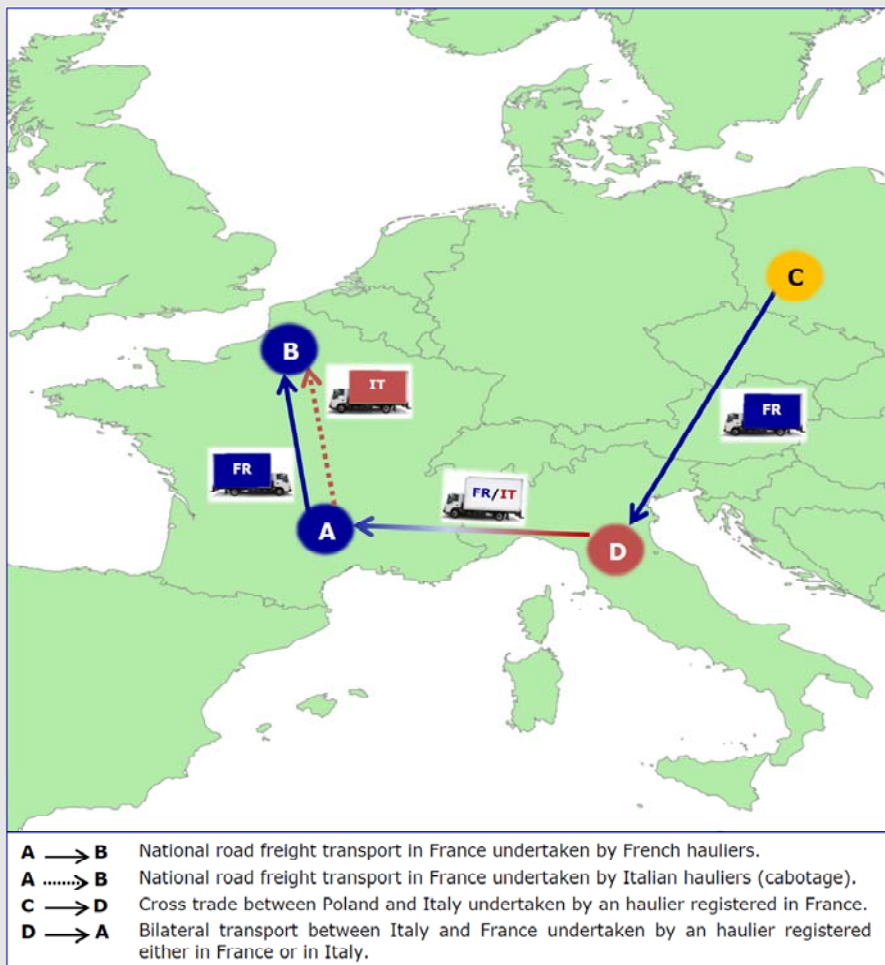 C
B
IT
FR
FR
FR/IT
A
D
A B National road freight transport in France undertaken by French hauliers.
A B National road freight transport in France undertaken by Italian hauliers (cabotage).
C D Cross trade between Poland and Italy undertaken by an haulier registered in France.
D A Bilateral transport between Italy and France undertaken by an haulier registered
either in France or in Italy.